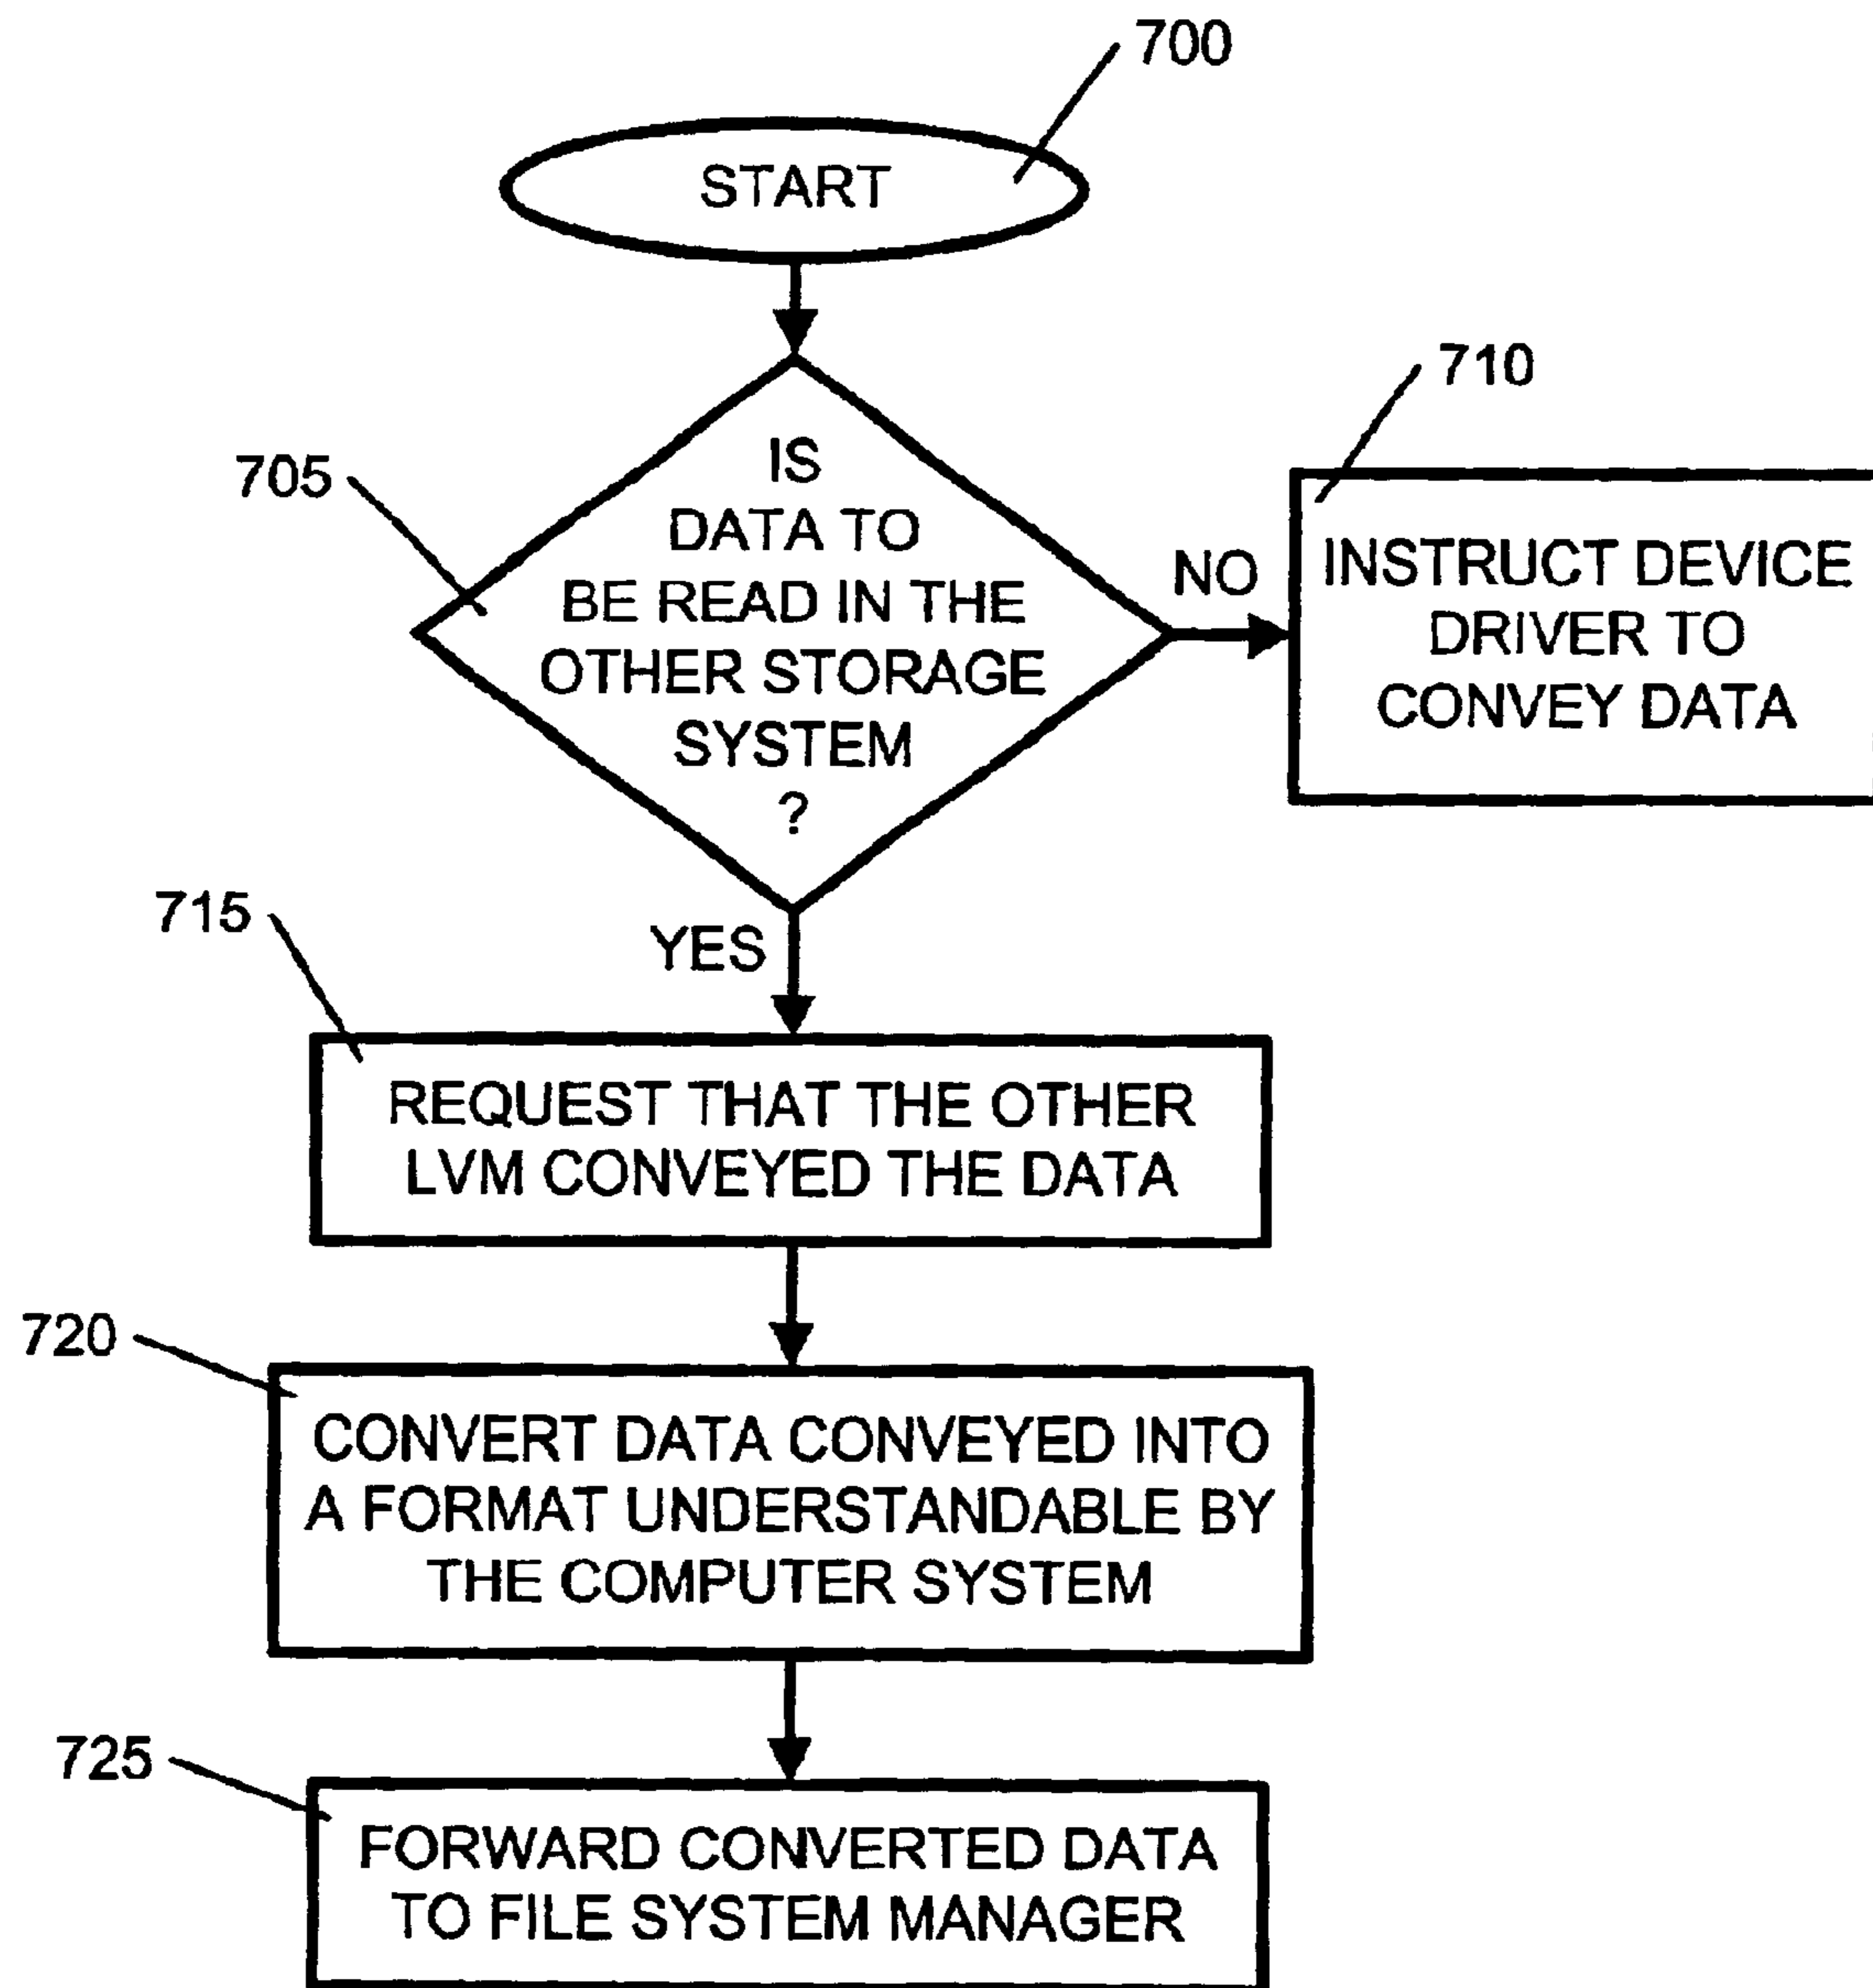 700
START
705
IS
DATA TO
BE READ IN THE
OTHER STORAGE
SYSTEM
?
NO
710
INSTRUCT DEVICE
DRIVER TO
CONVEY DATA
YES
715
REQUEST THAT THE OTHER
LVM CONVEYED THE DATA
720
CONVERT DATA CONVEYED INTO
A FORMAT UNDERSTANDABLE BY
THE COMPUTER SYSTEM
725
FORWARD CONVERTED DATA
TO FILE SYSTEM MANAGER